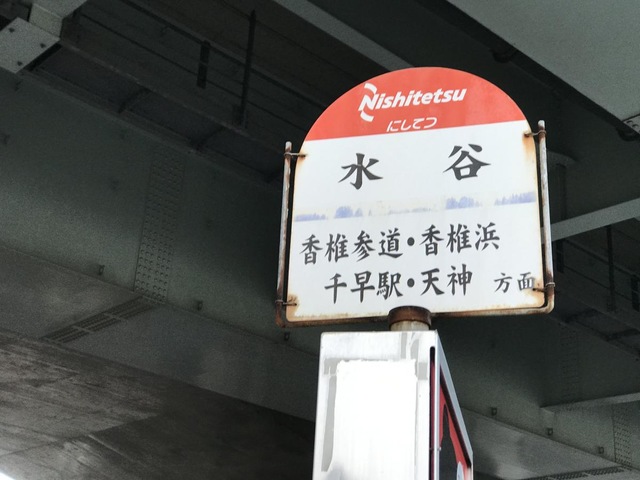 Nishitetsu
にしてつ
水谷
香椎参道・香椎浜
千早駅・天神 方面